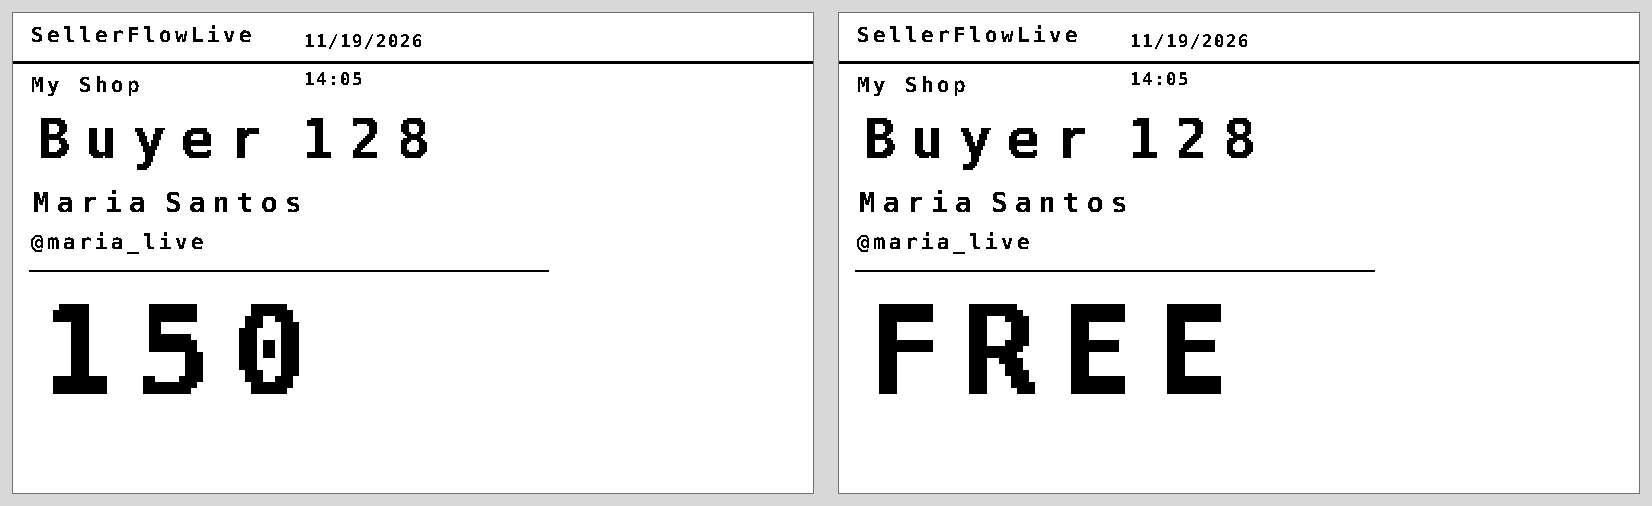 SellerFlowLive 11/19/2026
My Shop 14:05
Buyer 128
Maria Santos
@maria_live
150
SellerFlowLive 11/19/2026
My Shop 14:05
Buyer 128
Maria Santos
@maria_live
FREE